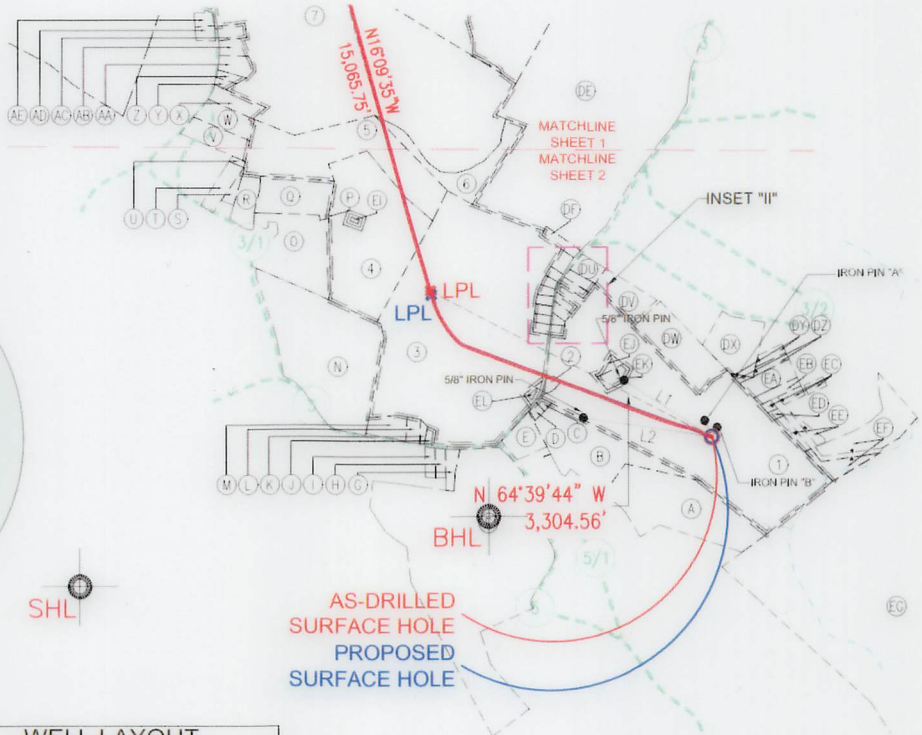 7
N16°09'35"W
15,065.75'
3
DE
AE AD AC AB AA Z Y X
W
V
5
MATCHLINE
SHEET 1
MATCHLINE
SHEET 2
6
INSET "II"
U T S
R
Q
P
EI
O
3/1
DF
DU
IRON PIN "A"
4
LPL
LPL
DV
5/8" IRON PIN
3/2
DW
DX
DY DZ
3
2
EJ
EK
EA
EB
EC
N
5/8" IRON PIN
L1
ED
EE
EL
EF
L2
E
D
C
1
M L K J I H G
B
IRON PIN "B"
N 64°39'44" W
3,304.56'
A
BHL
5/1
SHL
AS-DRILLED
SURFACE HOLE
EG
PROPOSED
SURFACE HOLE
WELL LAYOUT